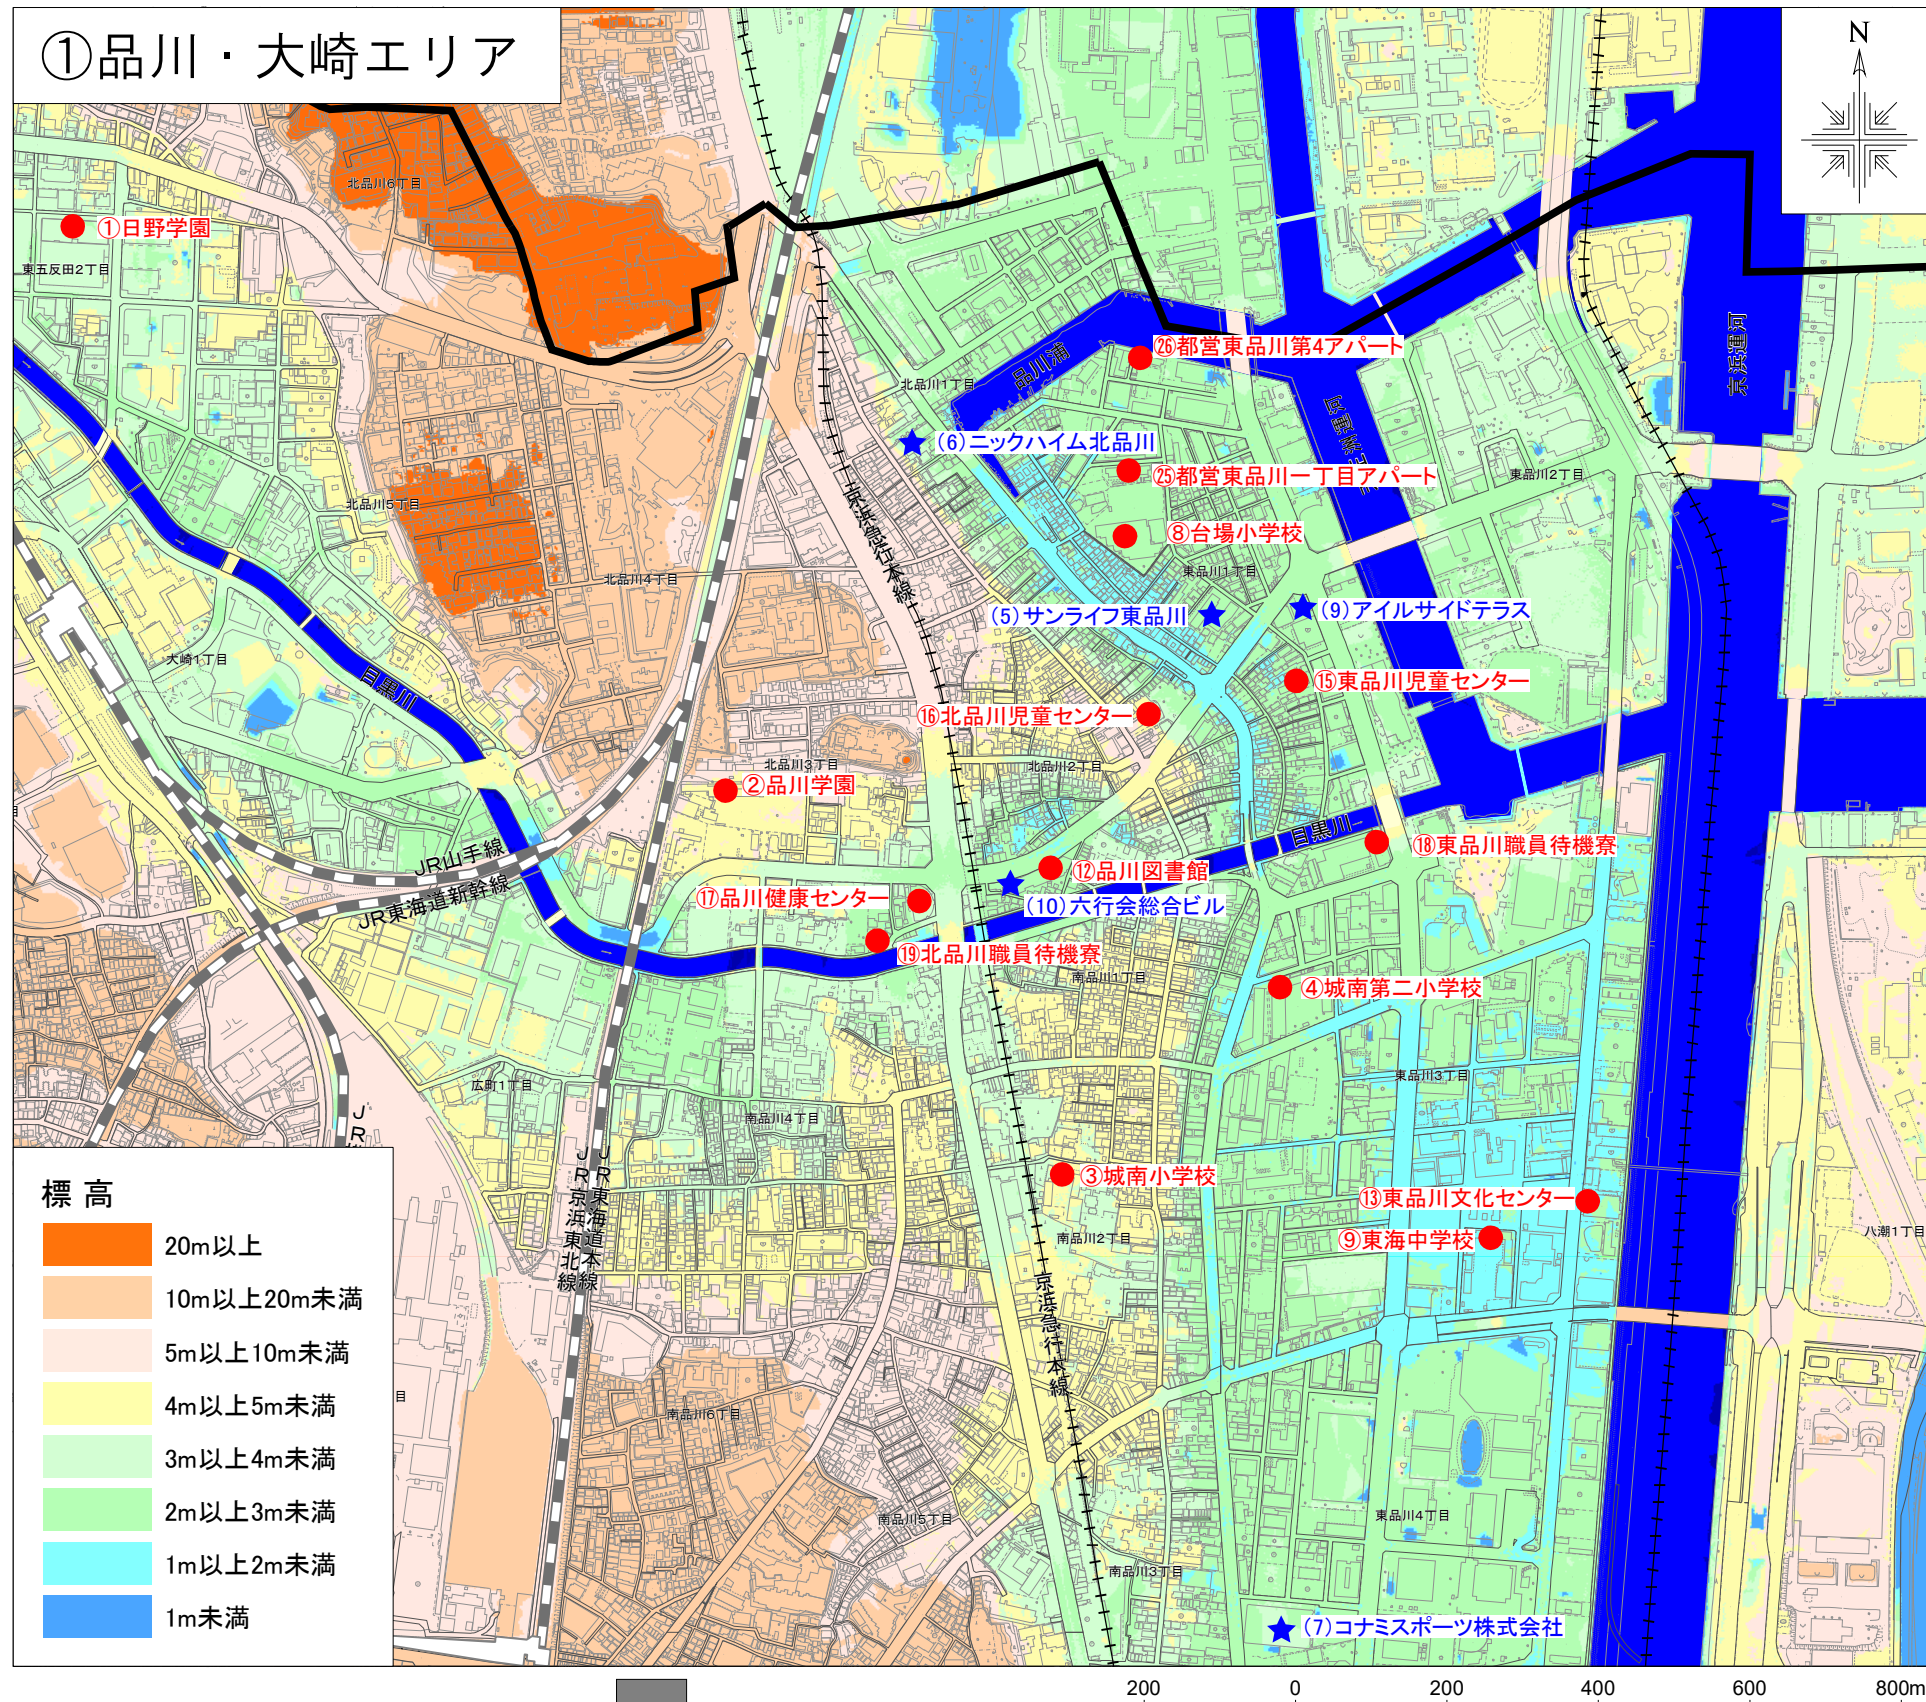 ①品川・大崎エリア
N
北品川6丁目
①日野学園
東五反田2丁目
京浜運河
㉖都営東品川第4アパート
品川浦
北品川1丁目
(6)ニックハイム北品川
㉕都営東品川一丁目アパート
東品川2丁目
北品川5丁目
京浜急行本線
⑧台場小学校
東品川1丁目
北品川4丁目
(5)サンライフ東品川
(9)アイルサイドテラス
大崎1丁目
目黒川
⑮東品川児童センター
⑯北品川児童センター
北品川3丁目
北品川2丁目
②品川学園
目黒川
⑱東品川職員待機寮
JR山手線
⑫品川図書館
JR東海道新幹線
⑰品川健康センター
(10)六行会総合ビル
⑲北品川職員待機寮
南品川1丁目
④城南第二小学校
東品川3丁目
広町1丁目
南品川4丁目
JR
JR東海道本線
JR京浜東北線
③城南小学校
⑬東品川文化センター
南品川2丁目
⑨東海中学校
八潮1丁目
京浜急行本線
標高
20m以上
10m以上20m未満
5m以上10m未満
4m以上5m未満
3m以上4m未満
2m以上3m未満
1m以上2m未満
1m未満
目
南品川6丁目
南品川5丁目
東品川4丁目
南品川3丁目
(7)コナミスポーツ株式会社
200 0 200 400 600 800m